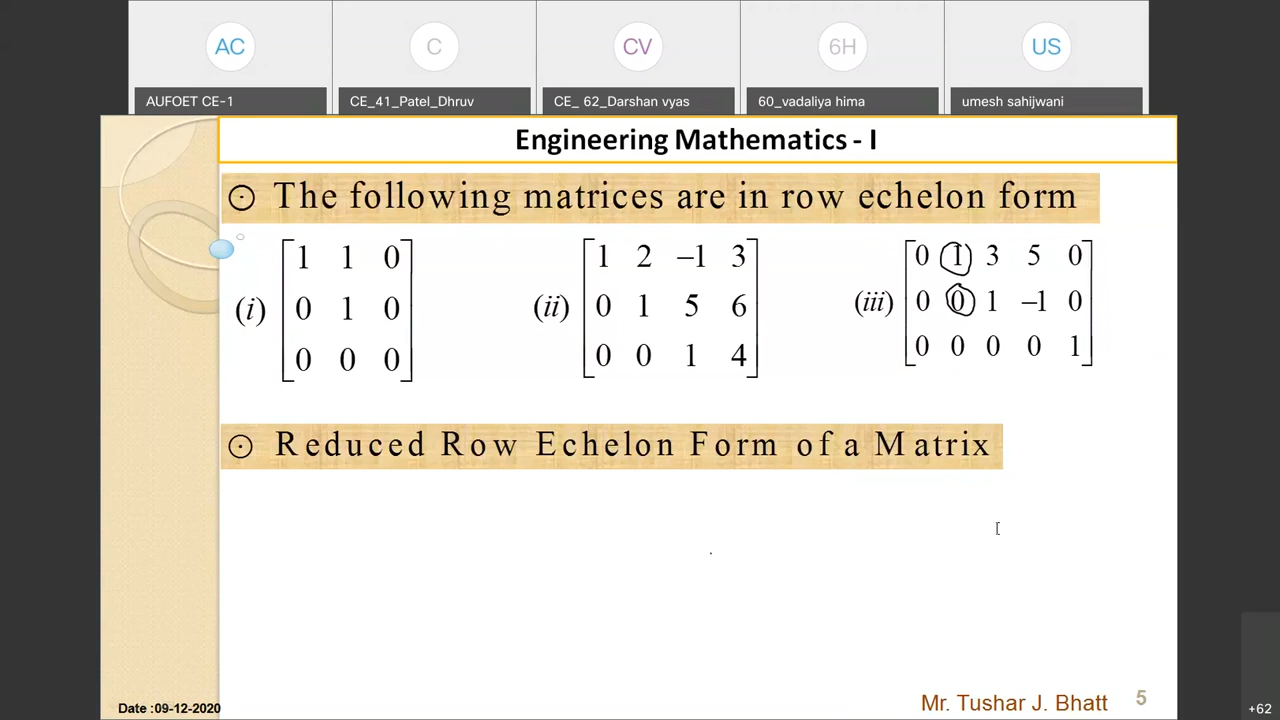 AC C CV 6H US
AUFOET CE-1 CE_41_Patel_Dhruv CE_ 62_Darshan vyas 60_vadaliya hima umesh sahijwani
Engineering Mathematics - I
⊙ The following matrices are in row echelon form
(i) [1 1 0
0 1 0
0 0 0]
(ii) [1 2 −1 3
0 1 5 6
0 0 1 4]
(iii) [0 1 3 5 0
0 0 1 −1 0
0 0 0 0 1]
⊙ Reduced Row Echelon Form of a Matrix
Date :09-12-2020 Mr. Tushar J. Bhatt 5
+62